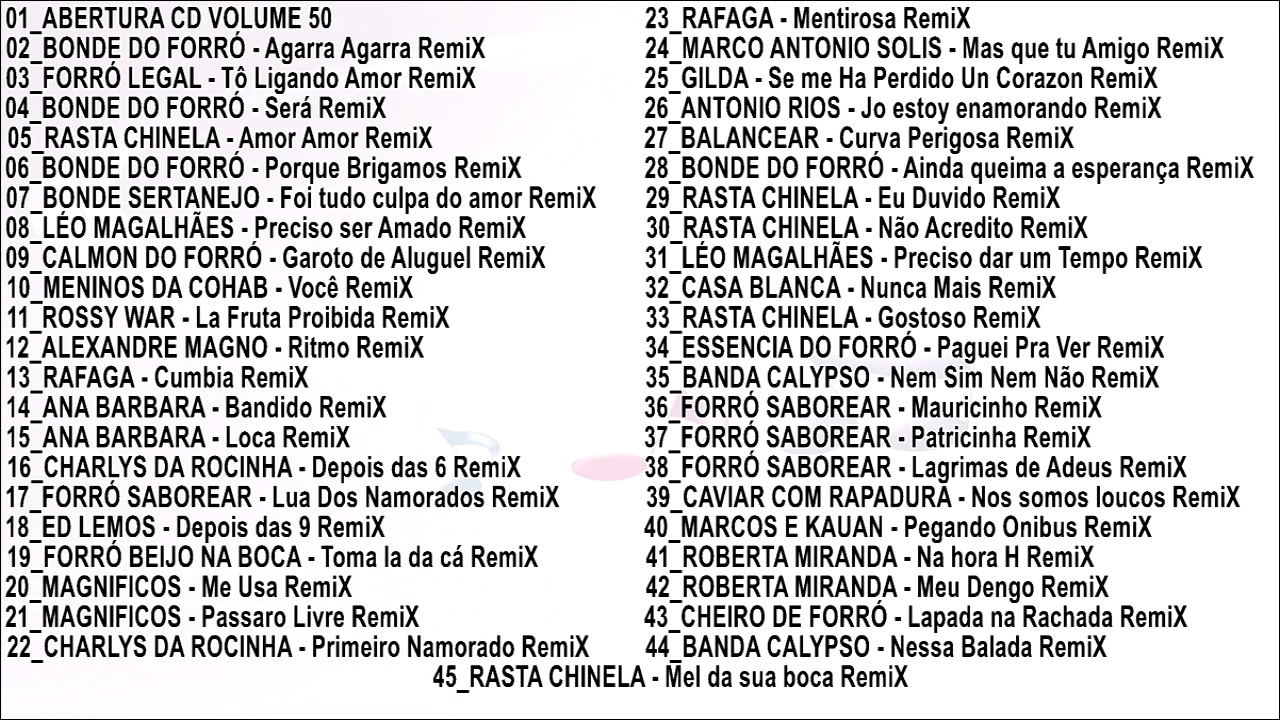 01_ABERTURA CD VOLUME 50
02_BONDE DO FORRÓ - Agarra Agarra RemiX
03_FORRÓ LEGAL - Tô Ligando Amor RemiX
04_BONDE DO FORRÓ - Será RemiX
05_RASTA CHINELA - Amor Amor RemiX
06_BONDE DO FORRÓ - Porque Brigamos RemiX
07_BONDE SERTANEJO - Foi tudo culpa do amor RemiX
08_LÉO MAGALHÃES - Preciso ser Amado RemiX
09_CALMON DO FORRÓ - Garoto de Aluguel RemiX
10_MENINOS DA COHAB - Você RemiX
11_ROSSY WAR - La Fruta Proibida RemiX
12_ALEXANDRE MAGNO - Ritmo RemiX
13_RAFAGA - Cumbia RemiX
14_ANA BARBARA - Bandido RemiX
15_ANA BARBARA - Loca RemiX
16_CHARLYS DA ROCINHA - Depois das 6 RemiX
17_FORRÓ SABOREAR - Lua Dos Namorados RemiX
18_ED LEMOS - Depois das 9 RemiX
19_FORRÓ BEIJO NA BOCA - Toma la da cá RemiX
20_MAGNIFICOS - Me Usa RemiX
21_MAGNIFICOS - Passaro Livre RemiX
22_CHARLYS DA ROCINHA - Primeiro Namorado RemiX
23_RAFAGA - Mentirosa RemiX
24_MARCO ANTONIO SOLIS - Mas que tu Amigo RemiX
25_GILDA - Se me Ha Perdido Un Corazon RemiX
26_ANTONIO RIOS - Jo estoy enamorando RemiX
27_BALANCEAR - Curva Perigosa RemiX
28_BONDE DO FORRÓ - Ainda queima a esperança RemiX
29_RASTA CHINELA - Eu Duvido RemiX
30_RASTA CHINELA - Não Acredito RemiX
31_LÉO MAGALHÃES - Preciso dar um Tempo RemiX
32_CASA BLANCA - Nunca Mais RemiX
33_RASTA CHINELA - Gostoso RemiX
34_ESSENCIA DO FORRÓ - Paguei Pra Ver RemiX
35_BANDA CALYPSO - Nem Sim Nem Não RemiX
36_FORRÓ SABOREAR - Mauricinho RemiX
37_FORRÓ SABOREAR - Patricinha RemiX
38_FORRÓ SABOREAR - Lagrimas de Adeus RemiX
39_CAVIAR COM RAPADURA - Nos somos loucos RemiX
40_MARCOS E KAUAN - Pegando Onibus RemiX
41_ROBERTA MIRANDA - Na hora H RemiX
42_ROBERTA MIRANDA - Meu Dengo RemiX
43_CHEIRO DE FORRÓ - Lapada na Rachada RemiX
44_BANDA CALYPSO - Nessa Balada RemiX
45_RASTA CHINELA - Mel da sua boca RemiX